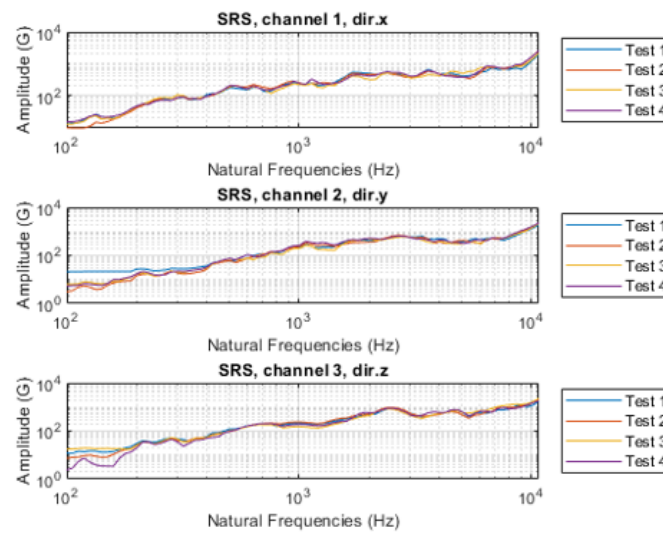 SRS, channel 1, dir.x
Amplitude (G)
10^4
10^2
10^2 10^3 10^4
Natural Frequencies (Hz)
Test 1
Test 2
Test 3
Test 4
SRS, channel 2, dir.y
Amplitude (G)
10^4
10^2
10^0
10^2 10^3 10^4
Natural Frequencies (Hz)
Test 1
Test 2
Test 3
Test 4
SRS, channel 3, dir.z
Amplitude (G)
10^4
10^2
10^0
10^2 10^3 10^4
Natural Frequencies (Hz)
Test 1
Test 2
Test 3
Test 4